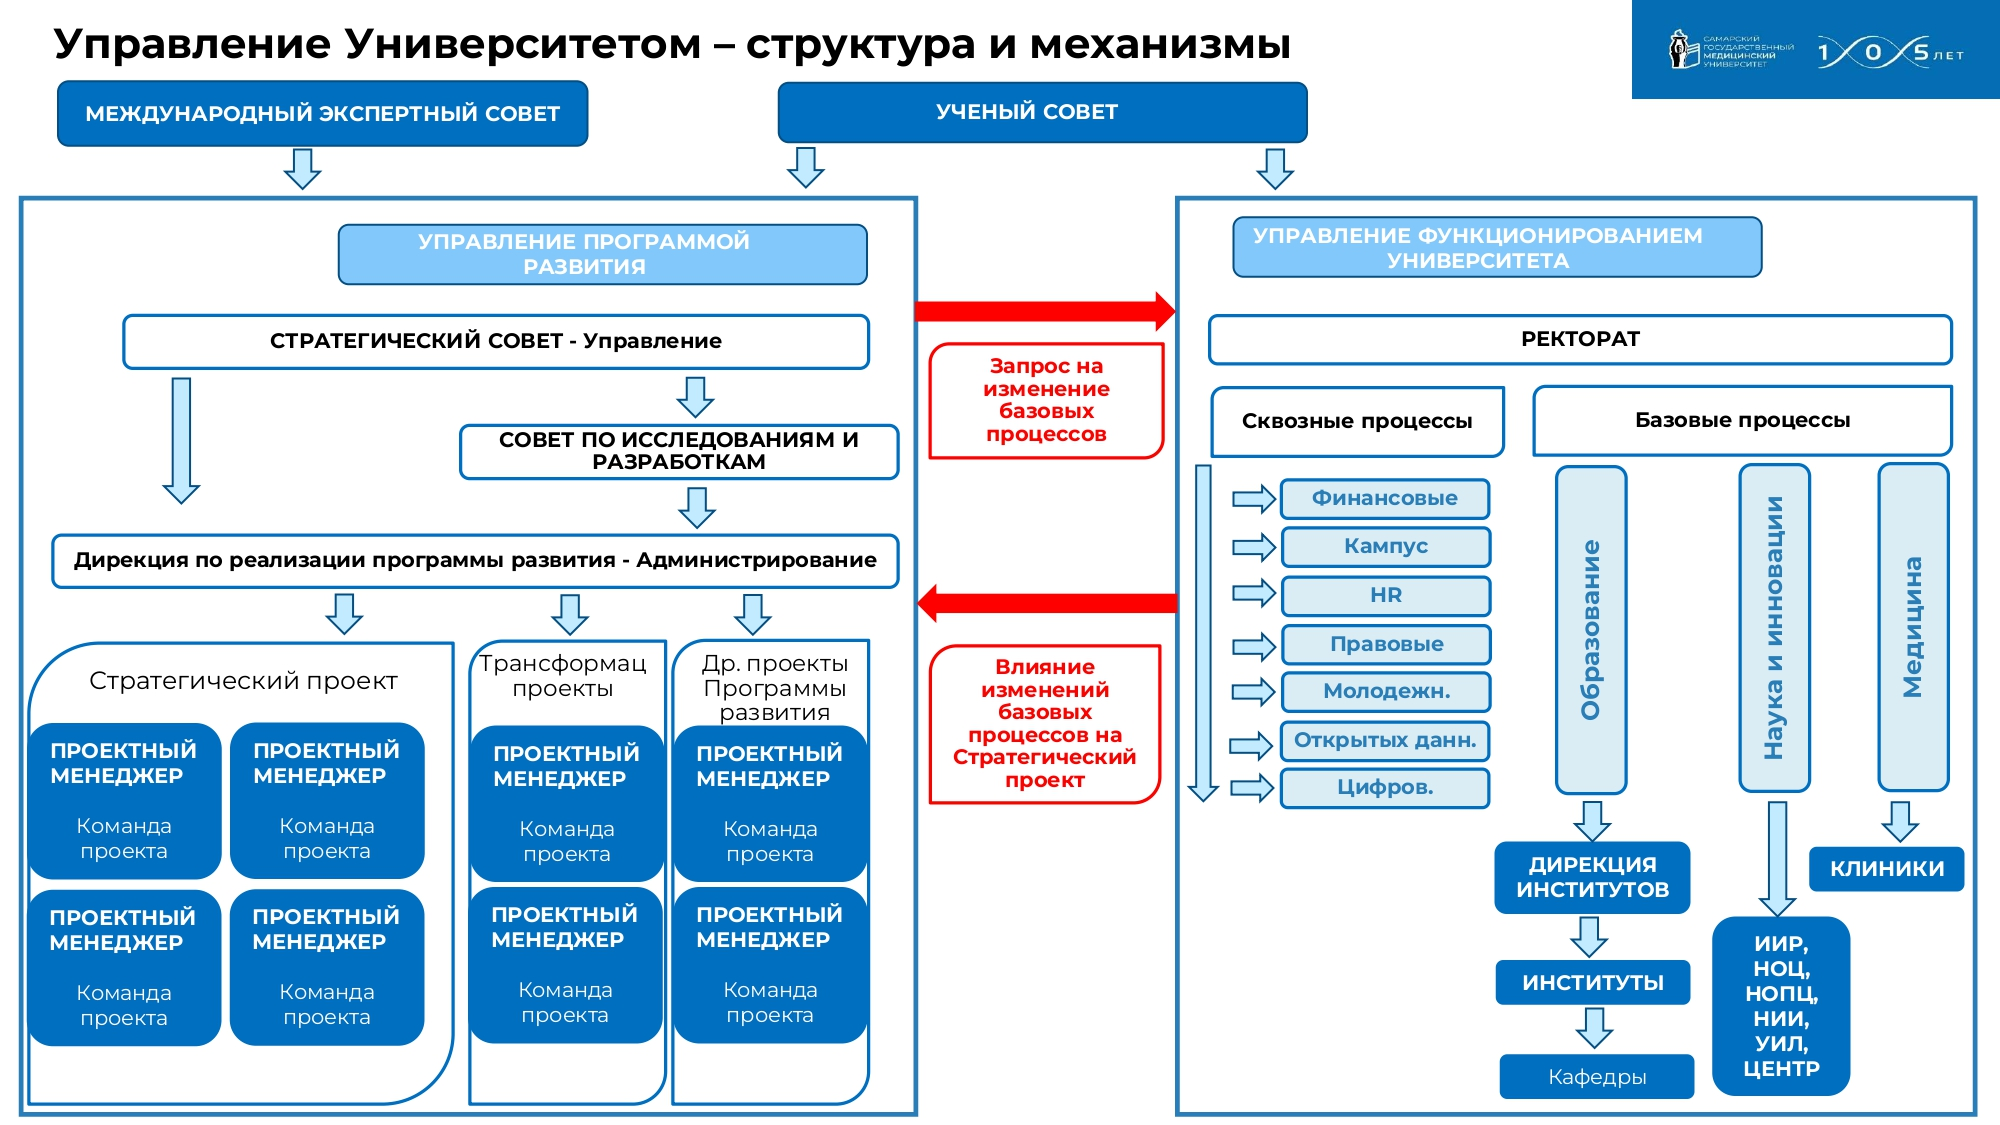 Управление Университетом – структура и механизмы
САМАРСКИЙ
ГОСУДАРСТВЕННЫЙ
МЕДИЦИНСКИЙ
УНИВЕРСИТЕТ
105 ЛЕТ
МЕЖДУНАРОДНЫЙ ЭКСПЕРТНЫЙ СОВЕТ
УЧЕНЫЙ СОВЕТ
УПРАВЛЕНИЕ ПРОГРАММОЙ
РАЗВИТИЯ
СТРАТЕГИЧЕСКИЙ СОВЕТ - Управление
СОВЕТ ПО ИССЛЕДОВАНИЯМ И
РАЗРАБОТКАМ
Дирекция по реализации программы развития - Администрирование
Стратегический проект
ПРОЕКТНЫЙ
МЕНЕДЖЕР
Команда
проекта
ПРОЕКТНЫЙ
МЕНЕДЖЕР
Команда
проекта
ПРОЕКТНЫЙ
МЕНЕДЖЕР
Команда
проекта
ПРОЕКТНЫЙ
МЕНЕДЖЕР
Команда
проекта
Трансформац
проекты
ПРОЕКТНЫЙ
МЕНЕДЖЕР
Команда
проекта
ПРОЕКТНЫЙ
МЕНЕДЖЕР
Команда
проекта
Др. проекты
Программы
развития
ПРОЕКТНЫЙ
МЕНЕДЖЕР
Команда
проекта
ПРОЕКТНЫЙ
МЕНЕДЖЕР
Команда
проекта
Запрос на
изменение
базовых
процессов
Влияние
изменений
базовых
процессов на
Стратегический
проект
УПРАВЛЕНИЕ ФУНКЦИОНИРОВАНИЕМ
УНИВЕРСИТЕТА
РЕКТОРАТ
Сквозные процессы
Финансовые
Кампус
HR
Правовые
Молодежн.
Открытых данн.
Цифров.
Базовые процессы
Образование
Наука и инновации
Медицина
ДИРЕКЦИЯ
ИНСТИТУТОВ
ИНСТИТУТЫ
Кафедры
ИИР,
НОЦ,
НОПЦ,
НИИ,
УИЛ,
ЦЕНТР
КЛИНИКИ